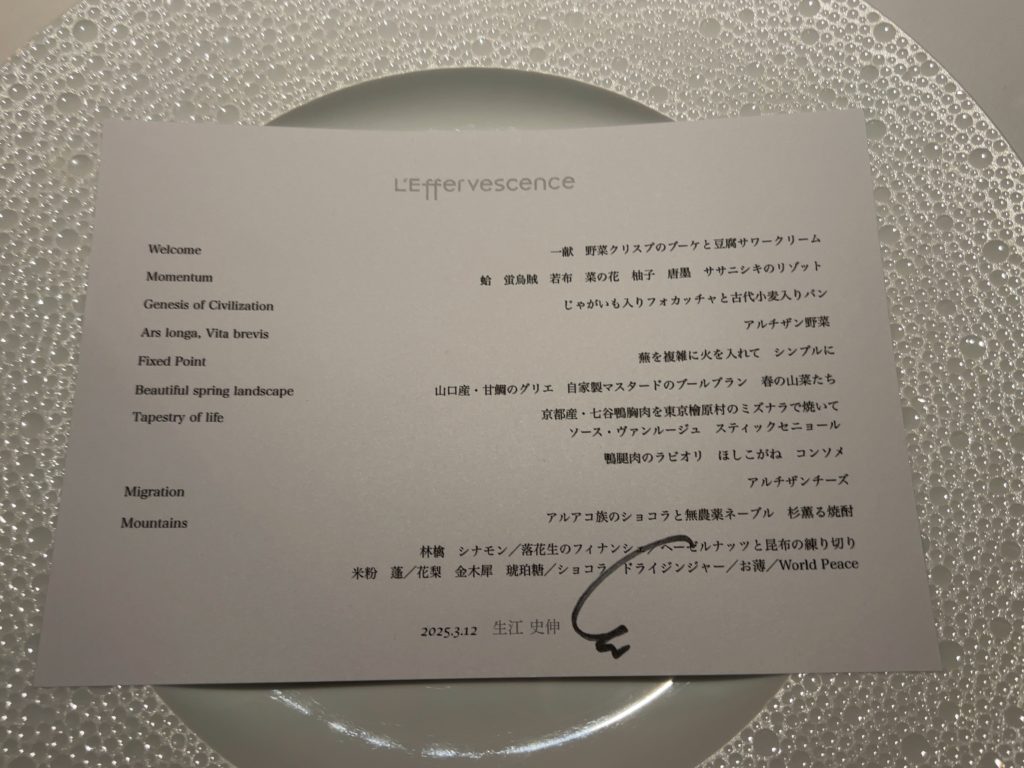 L'Effervescence
Welcome 一献 野菜クリスプのブーケと豆腐サワークリーム
Momentum 蛤 蛍烏賊 若布 菜の花 柚子 唐墨 ササニシキのリゾット
Genesis of Civilization じゃがいも入りフォカッチャと古代小麦入りパン
Ars longa, Vita brevis アルチザン野菜
Fixed Point 蕪を複雑に火を入れて シンプルに
Beautiful spring landscape 山口産・甘鯛のグリエ 自家製マスタードのブールブラン 春の山菜たち
Tapestry of life 京都産・七谷鴨胸肉を東京檜原村のミズナラで焼いて
ソース・ヴァンルージュ スティックセニョール
鴨腿肉のラビオリ ほしこがね コンソメ
Migration アルチザンチーズ
Mountains アルアコ族のショコラと無農薬ネーブル 杉薫る焼酎
林檎 シナモン／落花生のフィナンシェ／ヘーゼルナッツと昆布の練り切り
米粉 蓬／花梨 金木犀 琥珀糖／ショコラ ドライジンジャー／お薄／World Peace
2025.3.12 生江 史伸